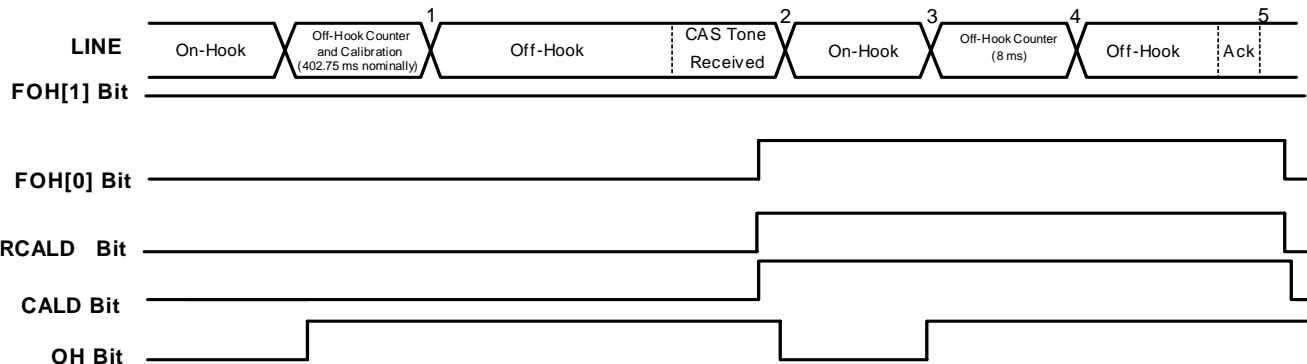 1 2 3 4 5
LINE
On-Hook
Off-Hook Counter
and Calibration
(402.75 ms nominally)
Off-Hook
CAS Tone
Received
On-Hook
Off-Hook Counter
(8 ms)
Off-Hook
Ack
FOH[1] Bit
FOH[0] Bit
RCALD Bit
CALD Bit
OH Bit